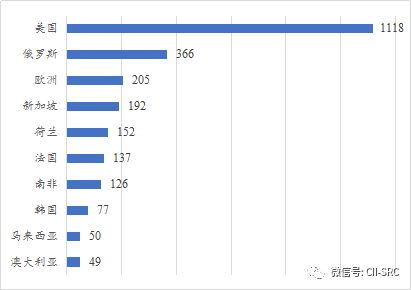 美国 1118
俄罗斯 366
欧洲 205
新加坡 192
荷兰 152
法国 137
南非 126
韩国 77
马来西亚 50
澳大利亚 49
微信号: CII-SRC